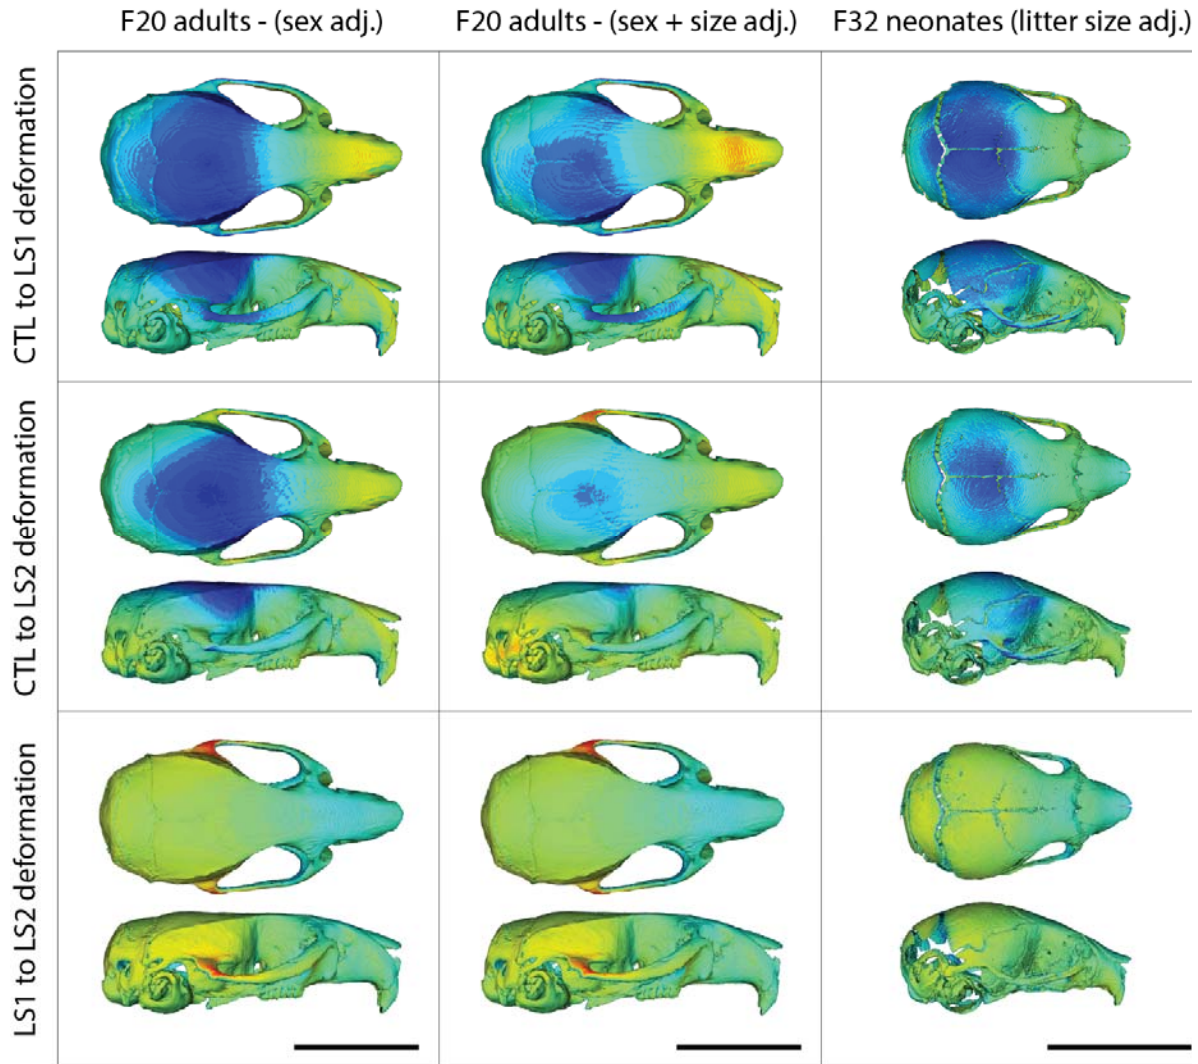 F20 adults - (sex adj.)
F20 adults - (sex + size adj.)
F32 neonates (litter size adj.)
CTL to LS1 deformation
CTL to LS2 deformation
LS1 to LS2 deformation